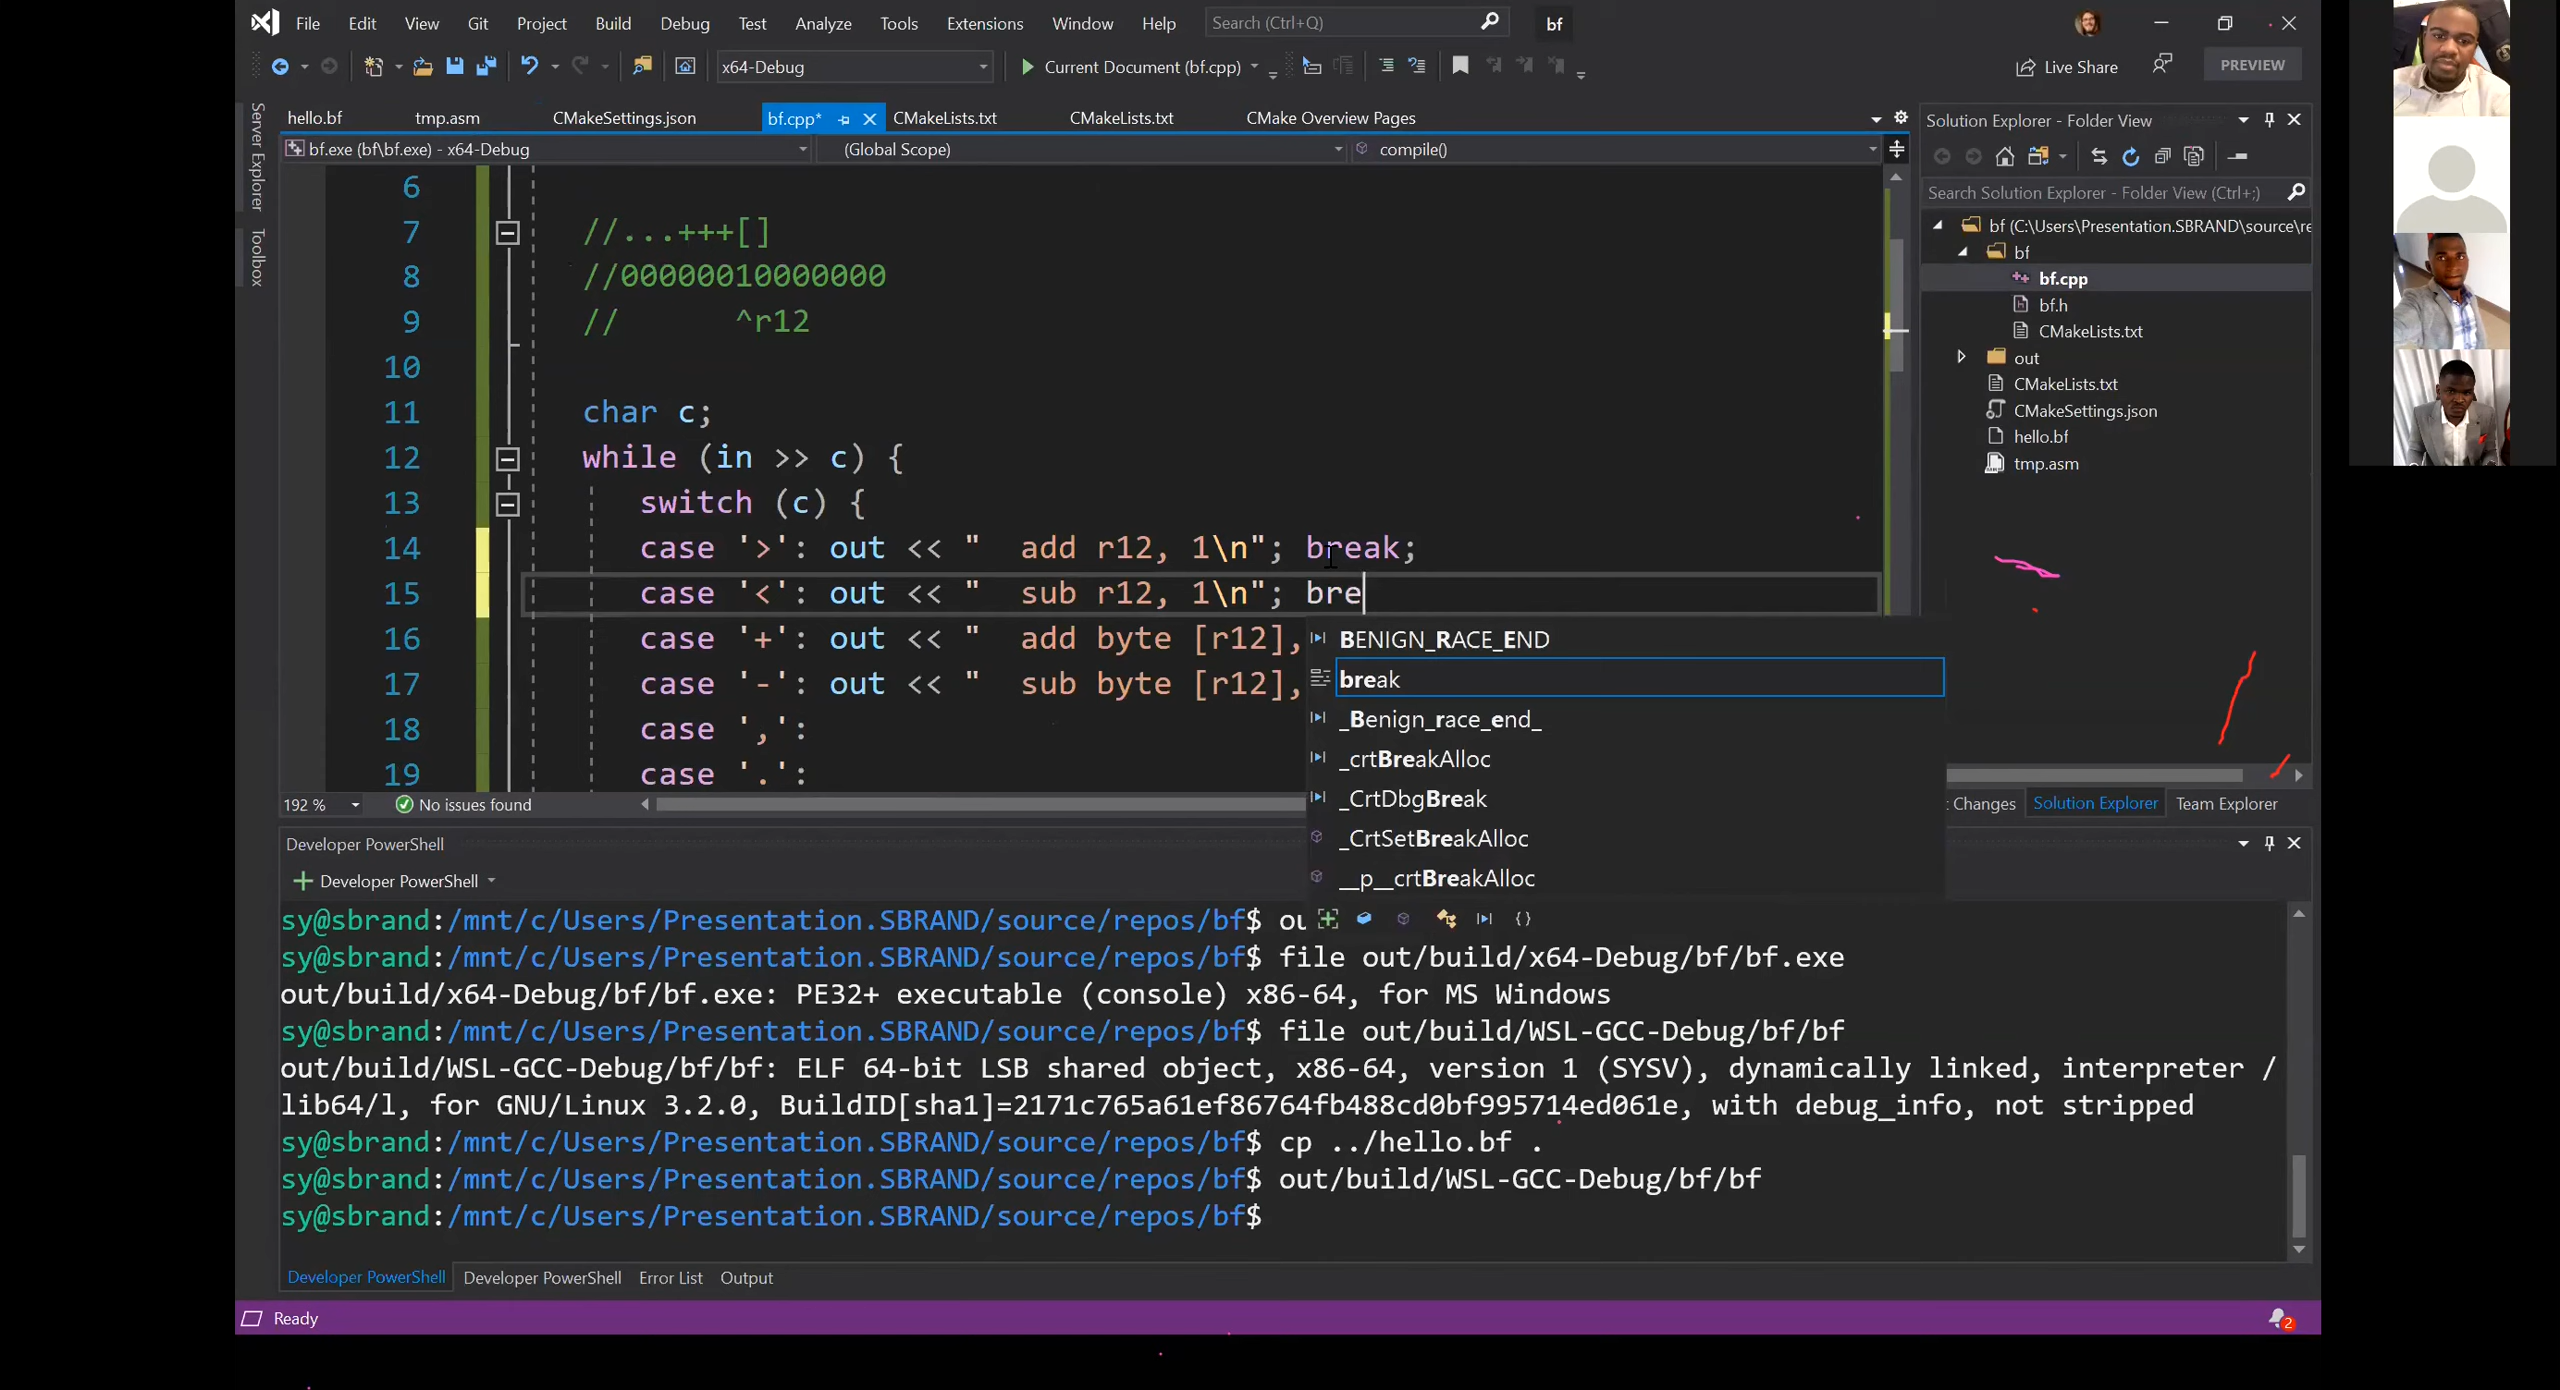 File Edit View Git Project Build Debug Test Analyze Tools Extensions Window Help Search (Ctrl+Q) bf
x64-Debug Current Document (bf.cpp) Live Share PREVIEW
Server Explorer
Toolbox
hello.bf tmp.asm CMakeSettings.json bf.cpp* CMakeLists.txt CMakeLists.txt CMake Overview Pages
bf.exe (bf\bf.exe) - x64-Debug (Global Scope) compile()
6
7 //...+++[]
8 //00000010000000
9 // ^r12
10
11 char c;
12 while (in >> c) {
13 switch (c) {
14 case '>': out << " add r12, 1\n"; break;
15 case '<': out << " sub r12, 1\n"; bre
16 case '+': out << " add byte [r12],
17 case '-': out << " sub byte [r12],
18 case ',':
19 case '.':
BENIGN_RACE_END
break
_Benign_race_end_
_crtBreakAlloc
_CrtDbgBreak
_CrtSetBreakAlloc
__p__crtBreakAlloc
192 % No issues found
Solution Explorer - Folder View
Search Solution Explorer - Folder View (Ctrl+;)
bf (C:\Users\Presentation.SBRAND\source\re
bf
bf.cpp
bf.h
CMakeLists.txt
out
CMakeLists.txt
CMakeSettings.json
hello.bf
tmp.asm
Changes Solution Explorer Team Explorer
Developer PowerShell
Developer PowerShell
sy@sbrand:/mnt/c/Users/Presentation.SBRAND/source/repos/bf$ ou
sy@sbrand:/mnt/c/Users/Presentation.SBRAND/source/repos/bf$ file out/build/x64-Debug/bf/bf.exe
out/build/x64-Debug/bf/bf.exe: PE32+ executable (console) x86-64, for MS Windows
sy@sbrand:/mnt/c/Users/Presentation.SBRAND/source/repos/bf$ file out/build/WSL-GCC-Debug/bf/bf
out/build/WSL-GCC-Debug/bf/bf: ELF 64-bit LSB shared object, x86-64, version 1 (SYSV), dynamically linked, interpreter /
lib64/l, for GNU/Linux 3.2.0, BuildID[sha1]=2171c765a61ef86764fb488cd0bf995714ed061e, with debug_info, not stripped
sy@sbrand:/mnt/c/Users/Presentation.SBRAND/source/repos/bf$ cp ../hello.bf .
sy@sbrand:/mnt/c/Users/Presentation.SBRAND/source/repos/bf$ out/build/WSL-GCC-Debug/bf/bf
sy@sbrand:/mnt/c/Users/Presentation.SBRAND/source/repos/bf$
Developer PowerShell Developer PowerShell Error List Output
Ready 2